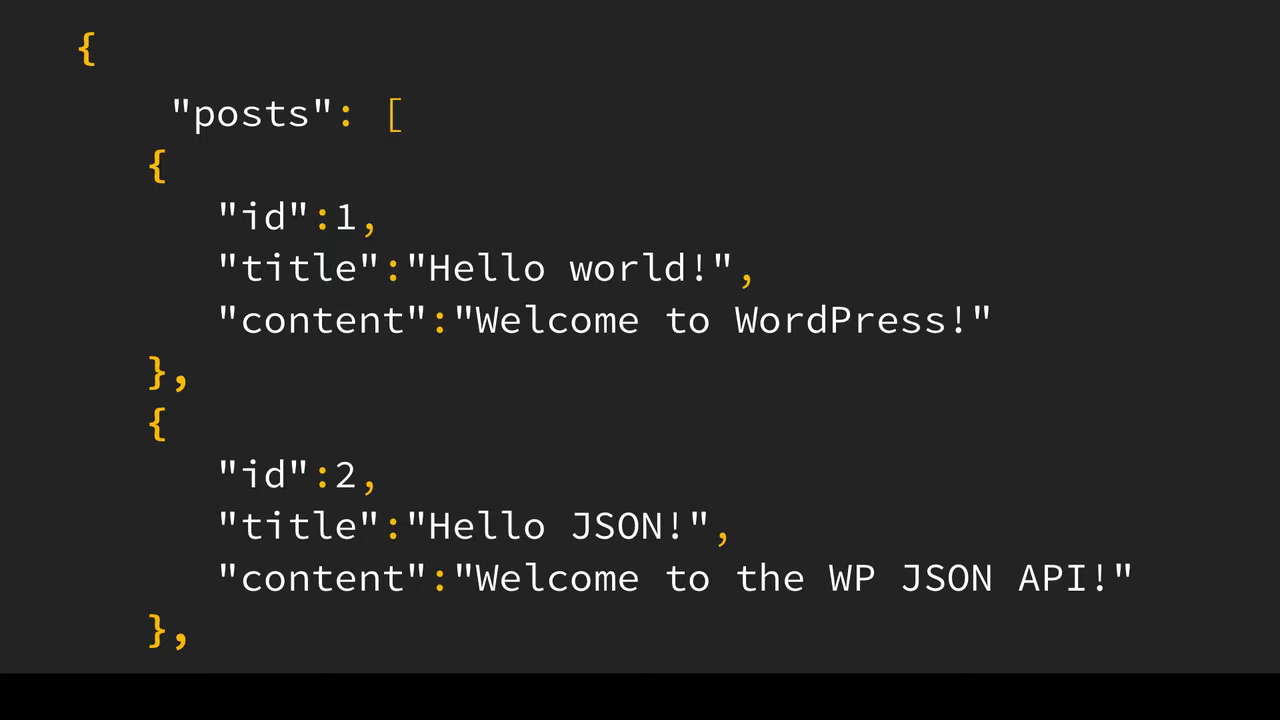 {
"posts": [
{
"id":1,
"title":"Hello world!",
"content":"Welcome to WordPress!"
},
{
"id":2,
"title":"Hello JSON!",
"content":"Welcome to the WP JSON API!"
},